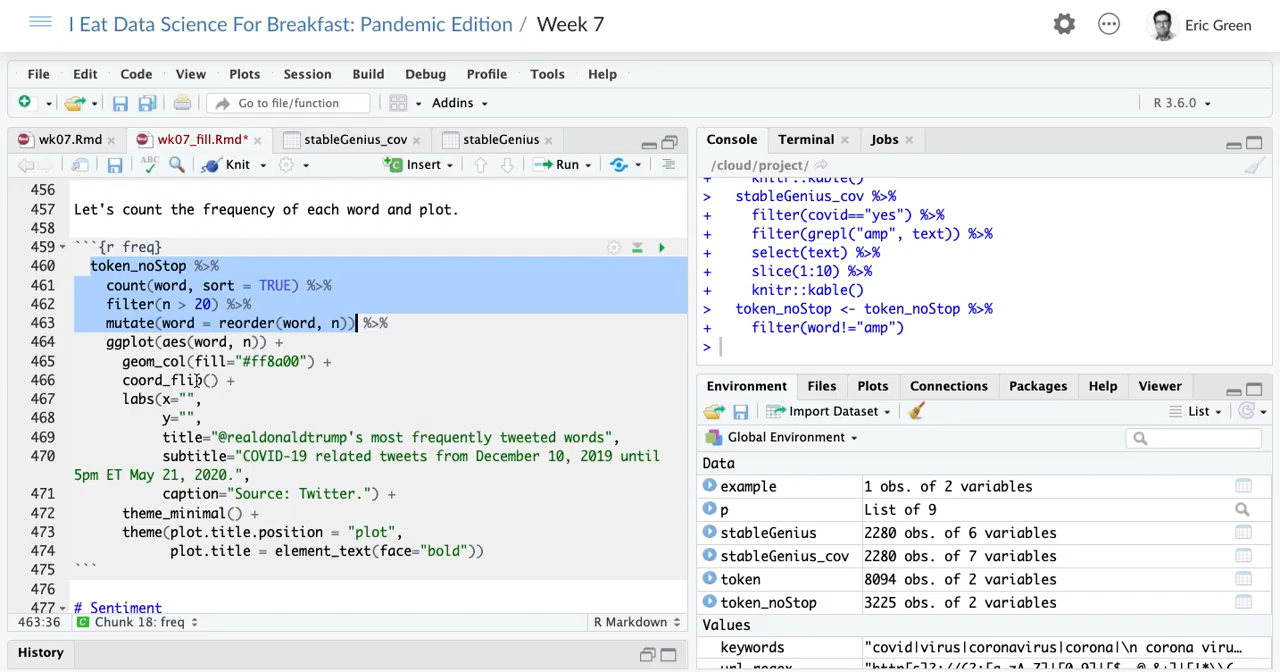 I Eat Data Science For Breakfast: Pandemic Edition / Week 7
Eric Green
File Edit Code View Plots Session Build Debug Profile Tools Help
Go to file/function
Addins
R 3.6.0
wk07.Rmd
wk07_fill.Rmd*
stableGenius_cov
stableGenius
ABC
Knit
Insert
Run
456
457 Let's count the frequency of each word and plot.
458
459 ```{r freq}
460 token_noStop %>%
461 count(word, sort = TRUE) %>%
462 filter(n > 20) %>%
463 mutate(word = reorder(word, n)) %>%
464 ggplot(aes(word, n)) +
465 geom_col(fill="#ff8a00") +
466 coord_flip() +
467 labs(x="",
468 y="",
469 title="@realdonaldtrump's most frequently tweeted words",
470 subtitle="COVID-19 related tweets from December 10, 2019 until
5pm ET May 21, 2020.",
471 caption="Source: Twitter.") +
472 theme_minimal() +
473 theme(plot.title.position = "plot",
474 plot.title = element_text(face="bold"))
475 ```
476
477 # Sentiment
463:36 Chunk 18: freq
R Markdown
History
Console Terminal Jobs
/cloud/project/
+ knitr::kable()
> stableGenius_cov %>%
+ filter(covid=="yes") %>%
+ filter(grepl("amp", text)) %>%
+ select(text) %>%
+ slice(1:10) %>%
+ knitr::kable()
> token_noStop <- token_noStop %>%
+ filter(word!="amp")
>
Environment Files Plots Connections Packages Help Viewer
Import Dataset
List
Global Environment
Data
example 1 obs. of 2 variables
p List of 9
stableGenius 2280 obs. of 6 variables
stableGenius_cov 2280 obs. of 7 variables
token 8094 obs. of 2 variables
token_noStop 3225 obs. of 2 variables
Values
keywords "covid|virus|coronavirus|corona|\n corona viru…